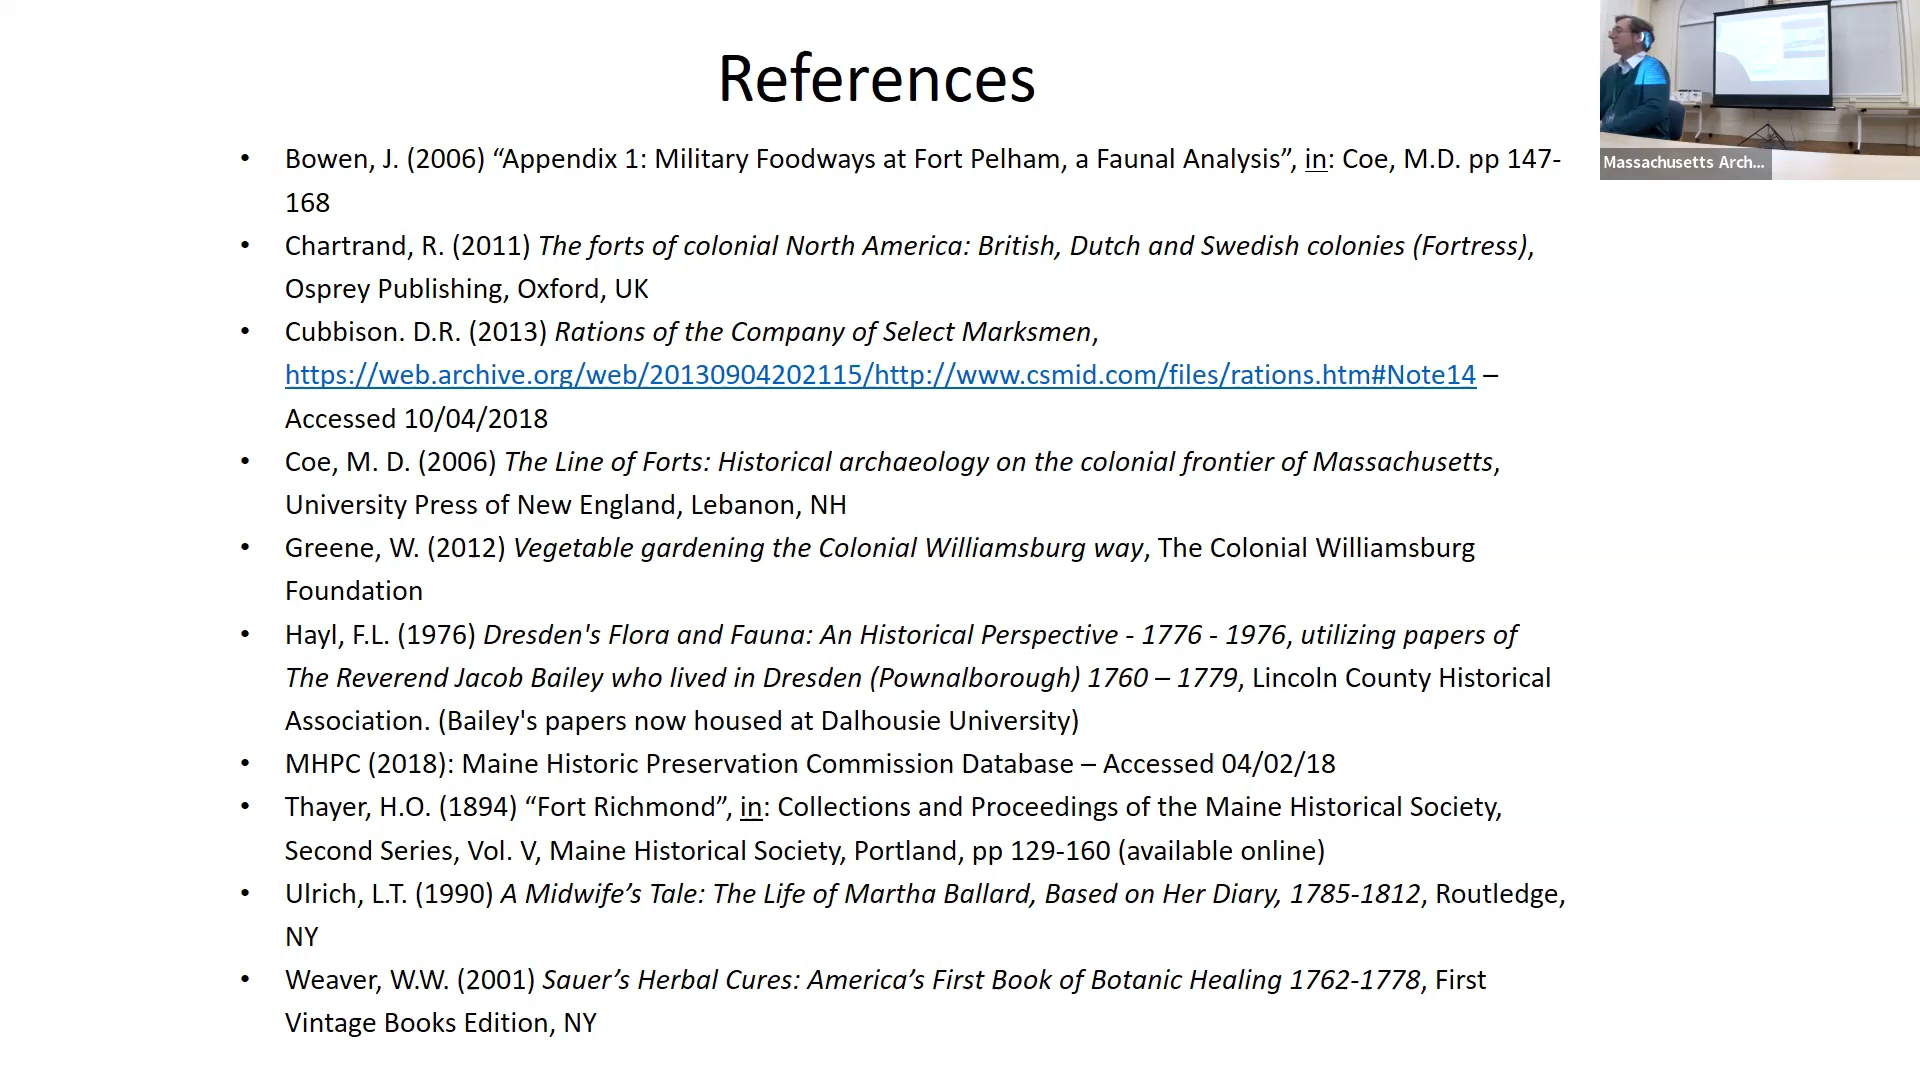 References
• Bowen, J. (2006) “Appendix 1: Military Foodways at Fort Pelham, a Faunal Analysis”, in: Coe, M.D. pp 147-
168
• Chartrand, R. (2011) The forts of colonial North America: British, Dutch and Swedish colonies (Fortress),
Osprey Publishing, Oxford, UK
• Cubbison. D.R. (2013) Rations of the Company of Select Marksmen,
https://web.archive.org/web/20130904202115/http://www.csmid.com/files/rations.htm#Note14 –
Accessed 10/04/2018
• Coe, M. D. (2006) The Line of Forts: Historical archaeology on the colonial frontier of Massachusetts,
University Press of New England, Lebanon, NH
• Greene, W. (2012) Vegetable gardening the Colonial Williamsburg way, The Colonial Williamsburg
Foundation
• Hayl, F.L. (1976) Dresden's Flora and Fauna: An Historical Perspective - 1776 - 1976, utilizing papers of
The Reverend Jacob Bailey who lived in Dresden (Pownalborough) 1760 – 1779, Lincoln County Historical
Association. (Bailey's papers now housed at Dalhousie University)
• MHPC (2018): Maine Historic Preservation Commission Database – Accessed 04/02/18
• Thayer, H.O. (1894) “Fort Richmond”, in: Collections and Proceedings of the Maine Historical Society,
Second Series, Vol. V, Maine Historical Society, Portland, pp 129-160 (available online)
• Ulrich, L.T. (1990) A Midwife’s Tale: The Life of Martha Ballard, Based on Her Diary, 1785-1812, Routledge,
NY
• Weaver, W.W. (2001) Sauer’s Herbal Cures: America’s First Book of Botanic Healing 1762-1778, First
Vintage Books Edition, NY
Massachusetts Arch...